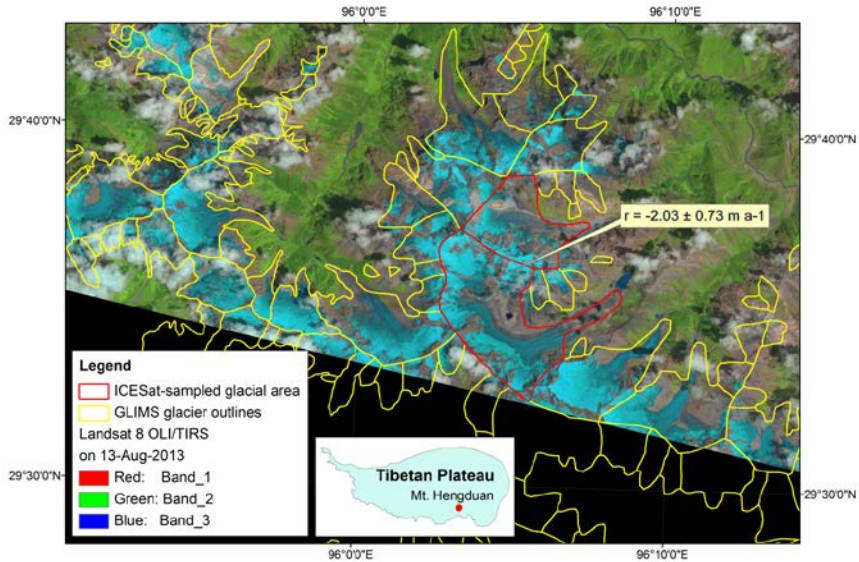 96°0'0"E 96°10'0"E
29°40'0"N 29°40'0"N
r = -2.03 ± 0.73 m a-1
Legend
ICESat-sampled glacial area
GLIMS glacier outlines
Landsat 8 OLI/TIRS
on 13-Aug-2013
Red: Band_1
Green: Band_2
Blue: Band_3
Tibetan Plateau
Mt. Hengduan
29°30'0"N 29°30'0"N
96°0'0"E 96°10'0"E